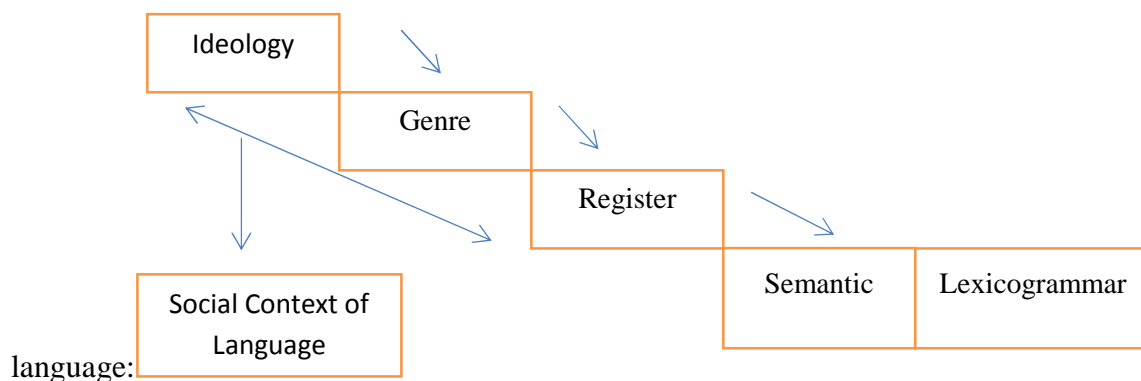 Ideology
Genre
Register
Semantic
Lexicogrammar
Social Context of
Language
language: